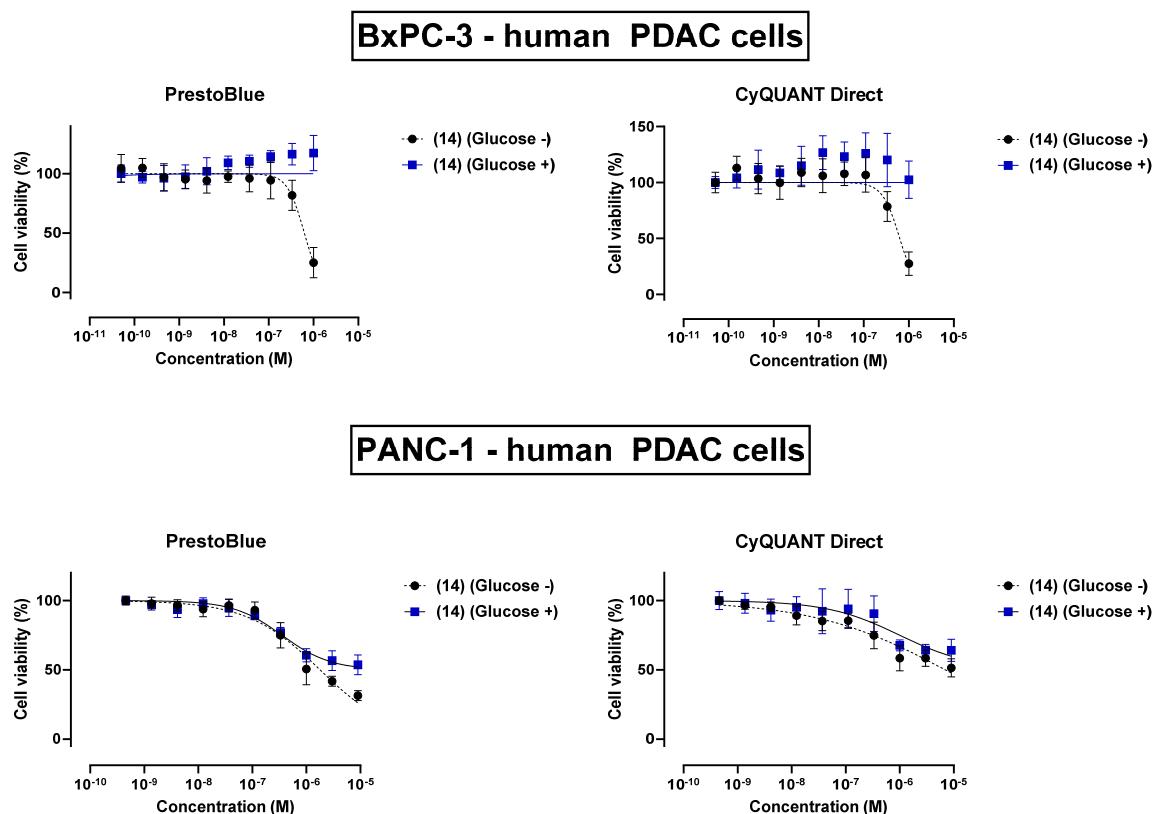 BxPC-3 - human PDAC cells
PrestoBlue
Cell viability (%)
100
50
0
10⁻¹¹ 10⁻¹⁰ 10⁻⁹ 10⁻⁸ 10⁻⁷ 10⁻⁶ 10⁻⁵
Concentration (M)
(14) (Glucose -)
(14) (Glucose +)
CyQUANT Direct
Cell viability (%)
150
100
50
0
10⁻¹¹ 10⁻¹⁰ 10⁻⁹ 10⁻⁸ 10⁻⁷ 10⁻⁶ 10⁻⁵
Concentration (M)
(14) (Glucose -)
(14) (Glucose +)
PANC-1 - human PDAC cells
PrestoBlue
Cell viability (%)
100
50
0
10⁻¹⁰ 10⁻⁹ 10⁻⁸ 10⁻⁷ 10⁻⁶ 10⁻⁵
Concentration (M)
(14) (Glucose -)
(14) (Glucose +)
CyQUANT Direct
Cell viability (%)
100
50
0
10⁻¹⁰ 10⁻⁹ 10⁻⁸ 10⁻⁷ 10⁻⁶ 10⁻⁵
Concentration (M)
(14) (Glucose -)
(14) (Glucose +)